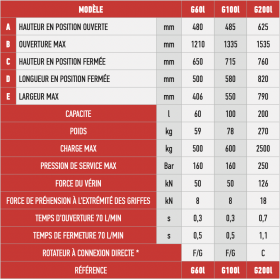 MODÈLE G60i G100i G200i
A HAUTEUR EN POSITION OUVERTE mm 480 485 625
B OUVERTURE MAX mm 1210 1335 1535
C HAUTEUR EN POSITION FERMÉE mm 650 715 760
D LONGUEUR EN POSITION FERMÉE mm 500 580 820
E LARGEUR MAX mm 406 550 790
CAPACITE l 60 100 200
POIDS kg 59 78 270
CHARGE MAX kg 500 600 2500
PRESSION DE SERVICE MAX Bar 160 160 250
FORCE DU VÉRIN kN 50 50 126
FORCE DE PRÉHENSION À L'EXTRÉMITÉ DES GRIFFES kN 8 8 18
TEMPS D'OUVERTURE 70 L/MIN s 0,3 0,3 0,7
TEMPS DE FERMETURE 70 L/MIN s 0,5 0,5 1,1
ROTATEUR À CONNEXION DIRECTE * F/G F/G C
RÉFÉRENCE G60i G100i G200i